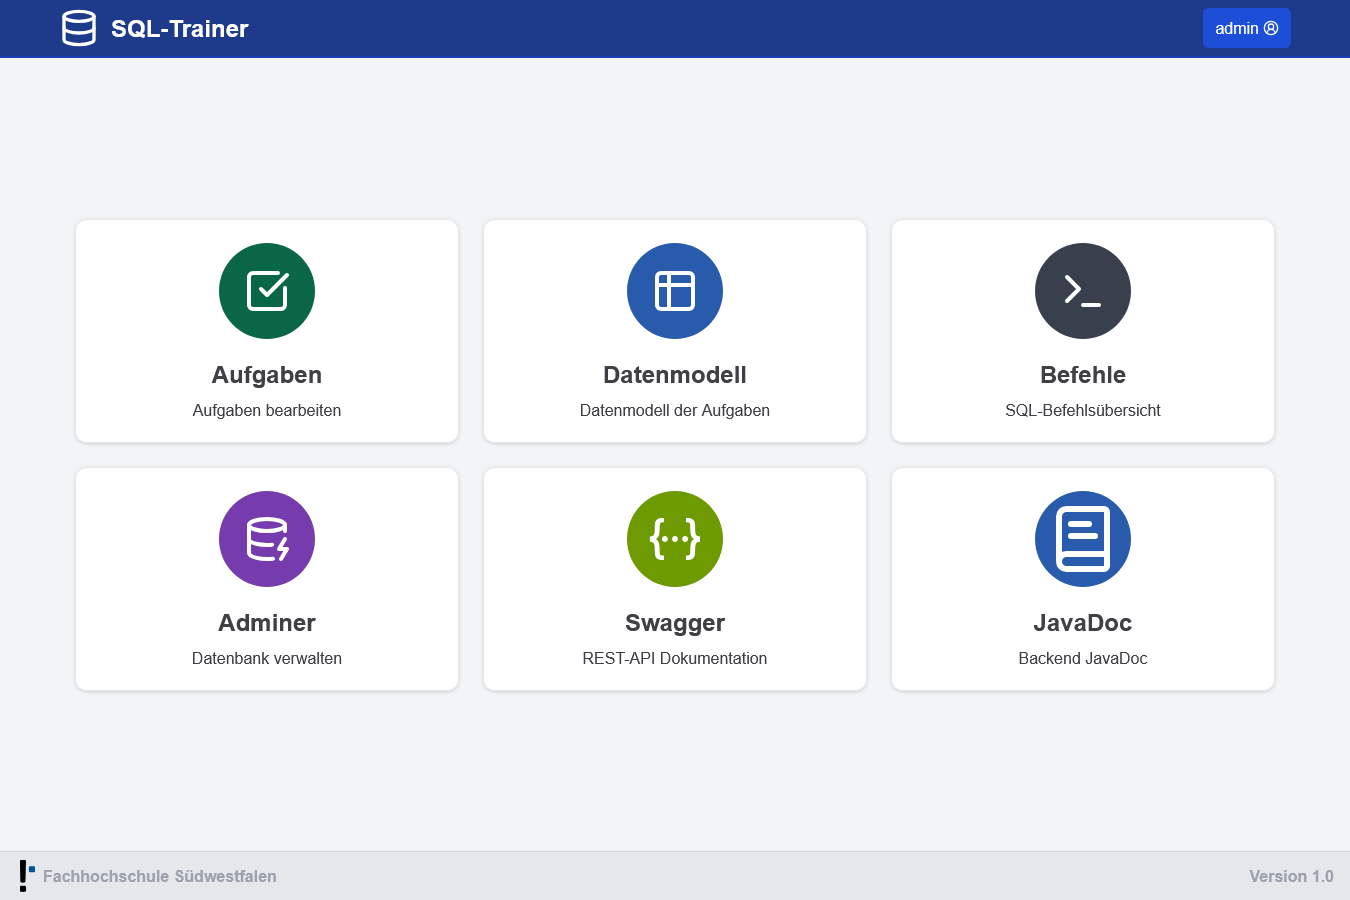 SQL-Trainer
admin
Aufgaben
Aufgaben bearbeiten
Datenmodell
Datenmodell der Aufgaben
Befehle
SQL-Befehlsübersicht
Adminer
Datenbank verwalten
Swagger
REST-API Dokumentation
JavaDoc
Backend JavaDoc
Fachhochschule Südwestfalen
Version 1.0